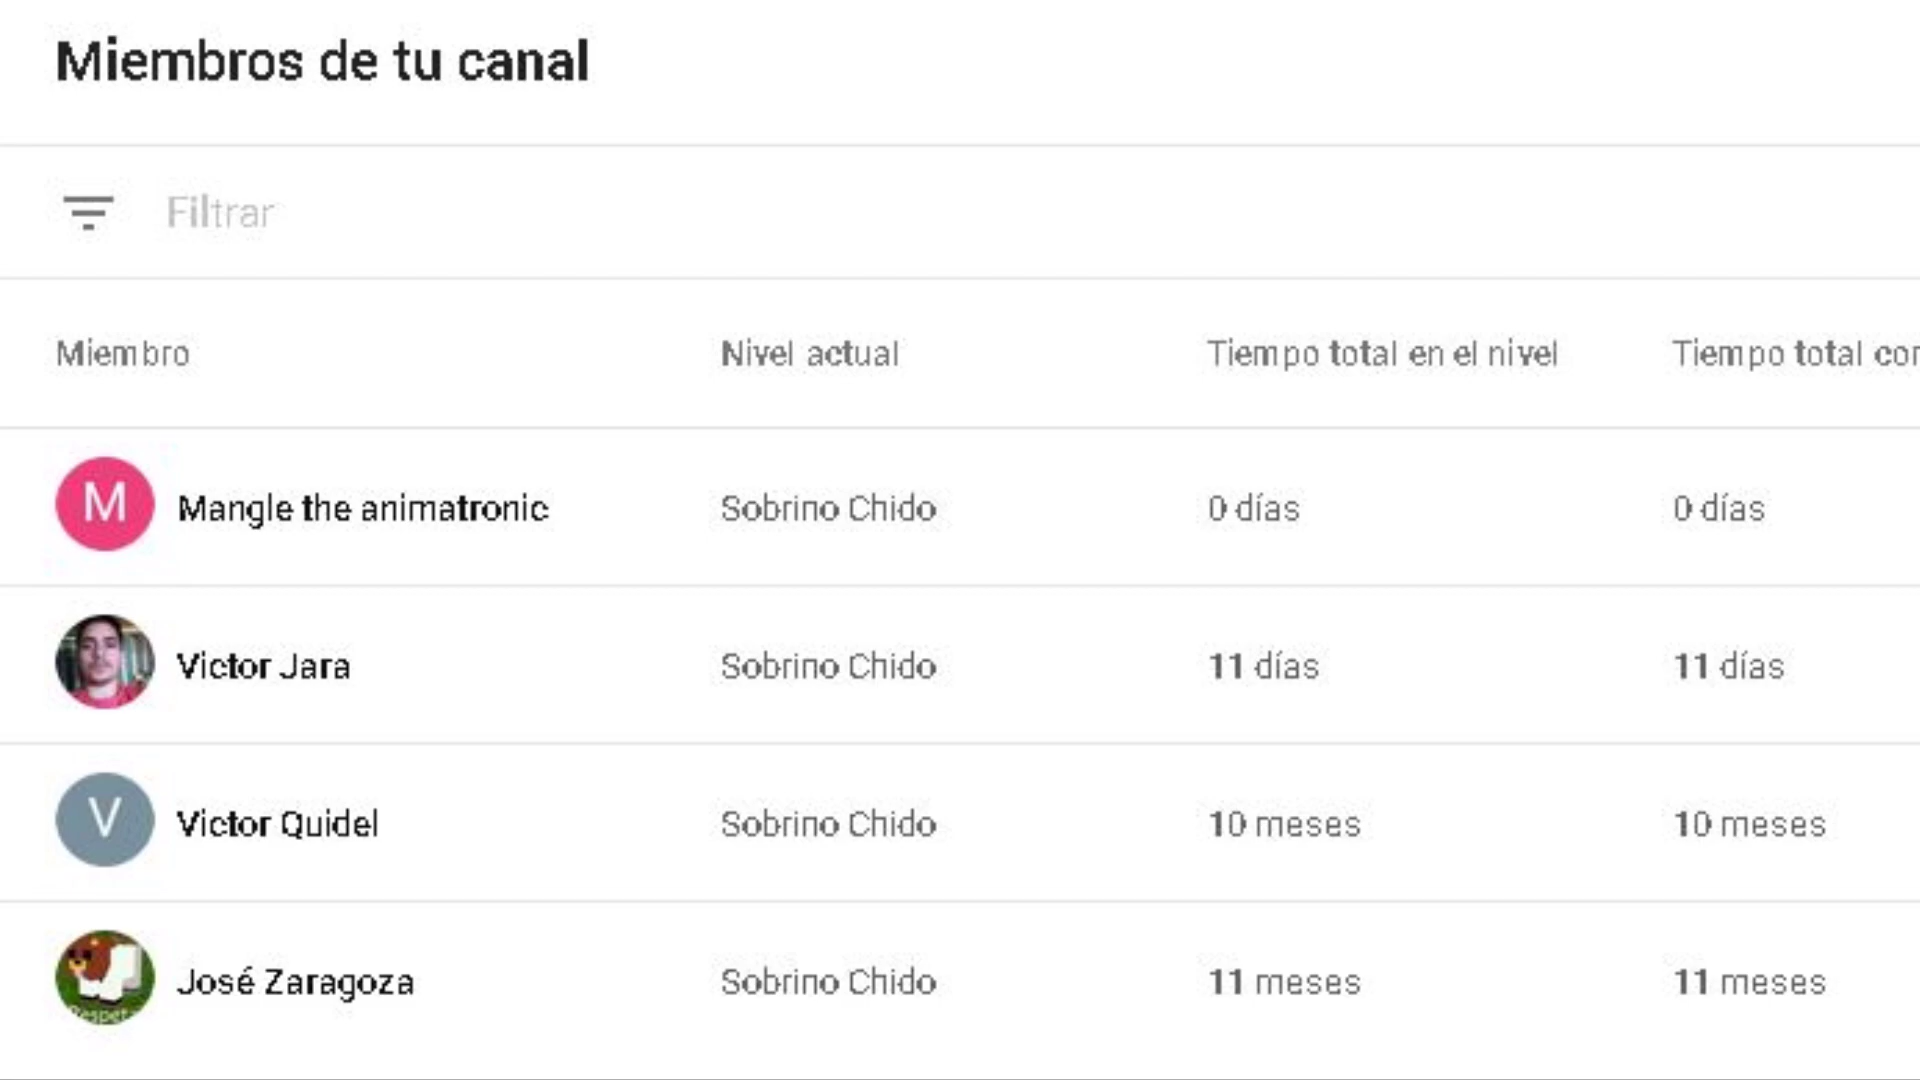 Miembros de tu canal
Filtrar
Miembro Nivel actual Tiempo total en el nivel Tiempo total
M Mangle the animatronic Sobrino Chido 0 días 0 días
Victor Jara Sobrino Chido 11 días 11 días
V Victor Quidel Sobrino Chido 10 meses 10 meses
José Zaragoza Sobrino Chido 11 meses 11 meses